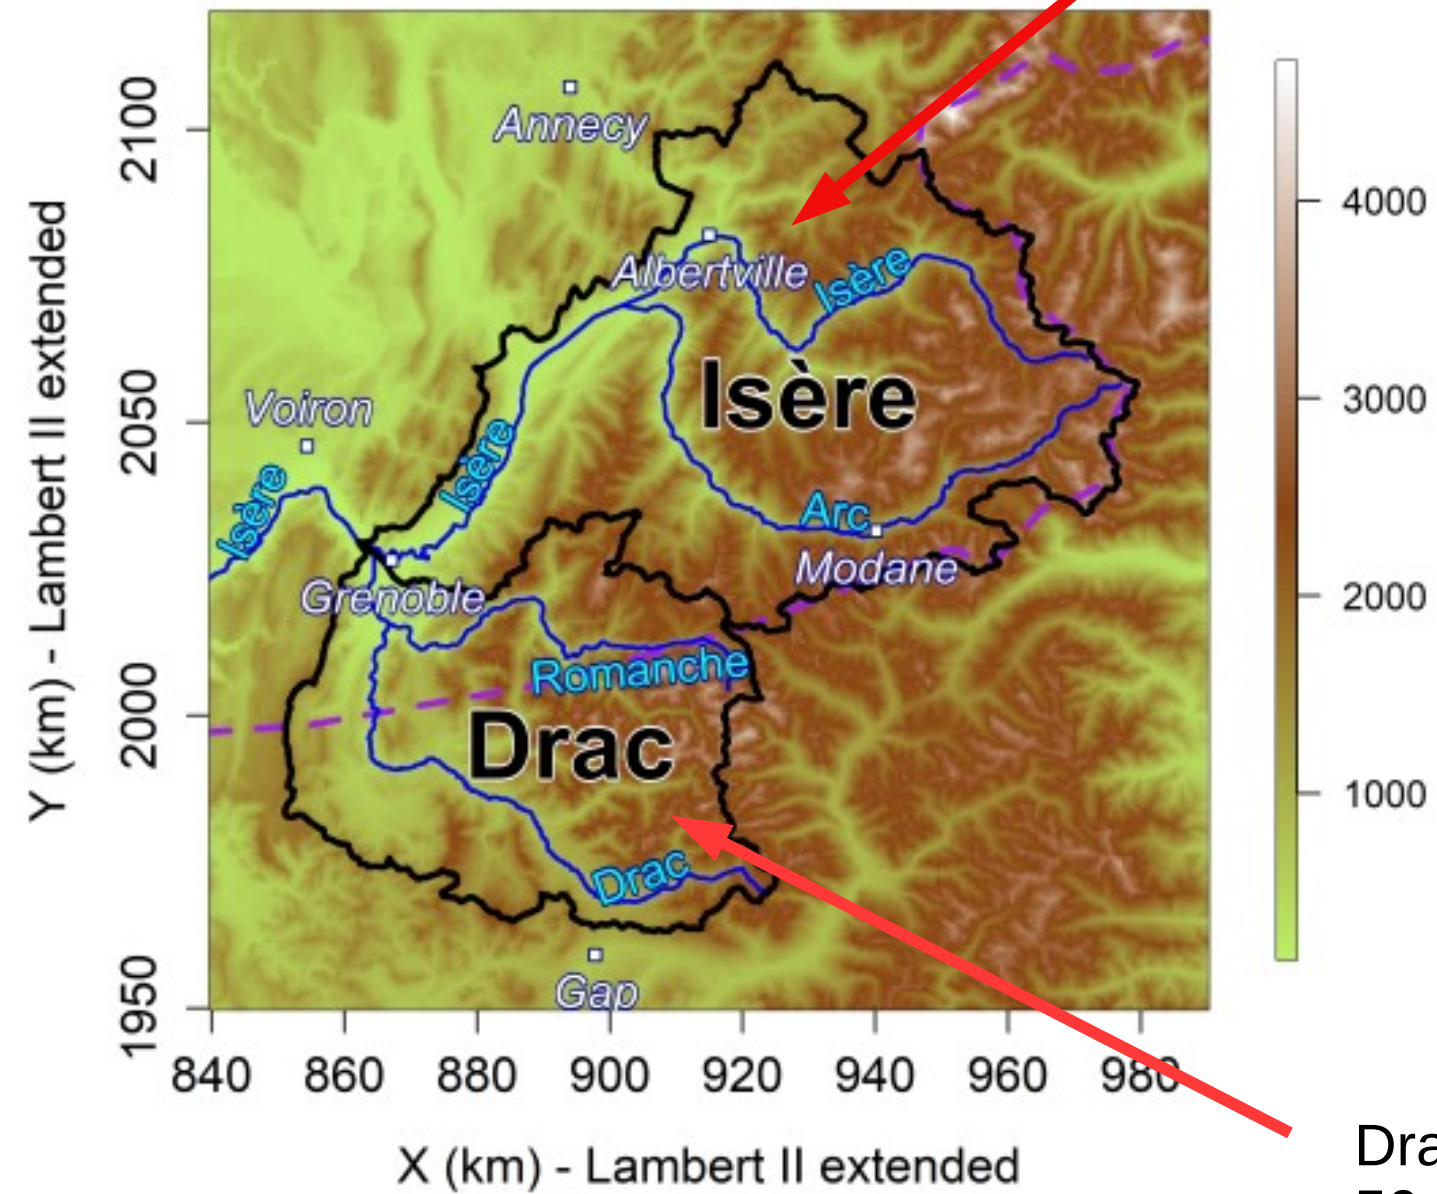 Y (km) - Lambert II extended
2100
2050
2000
1950
Annecy
Albertville
Isère
Isère
Voiron
Isère
Isère
Arc
Modane
Grenoble
Romanche
Drac
Drac
Gap
840 860 880 900 920 940 960 980
X (km) - Lambert II extended
4000
3000
2000
1000
Dra